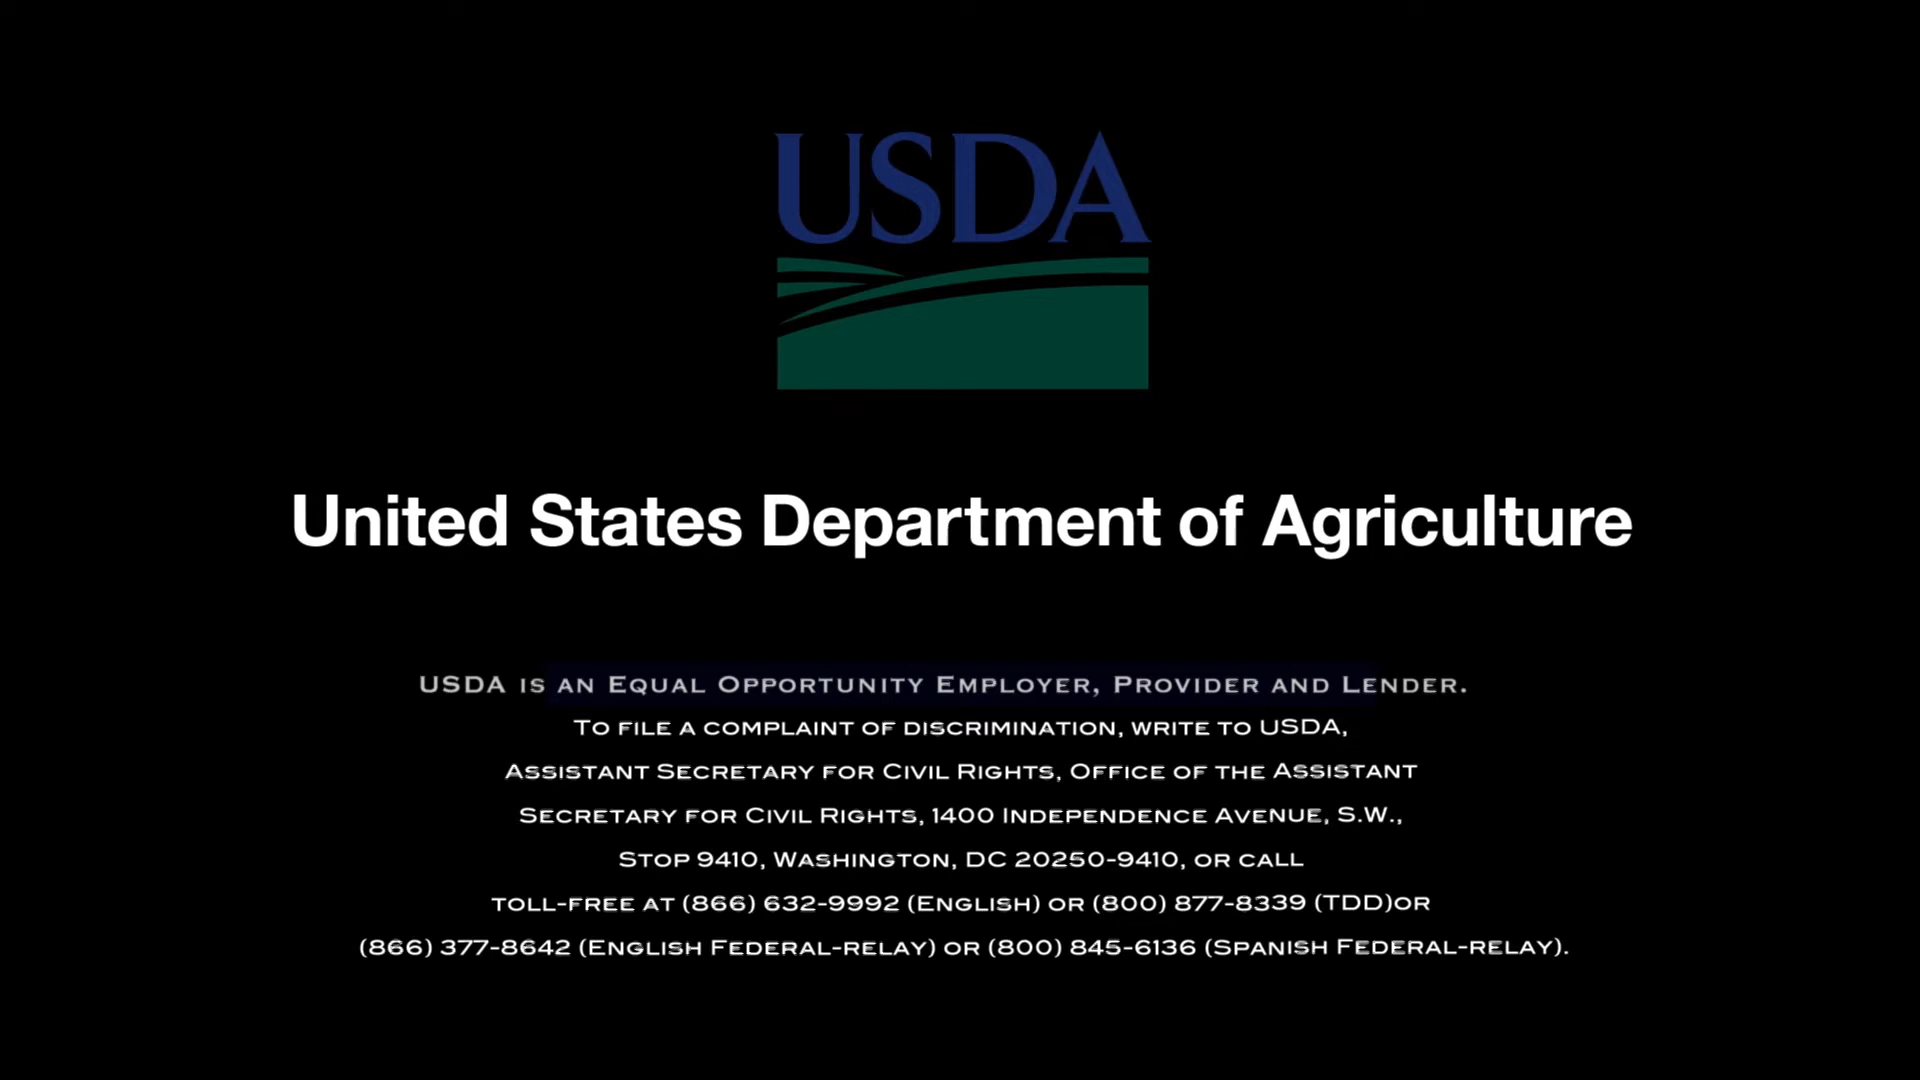 USDA
United States Department of Agriculture
USDA is an Equal Opportunity Employer, Provider and Lender.
To file a complaint of discrimination, write to USDA,
Assistant Secretary for Civil Rights, Office of the Assistant
Secretary for Civil Rights, 1400 Independence Avenue, S.W.,
Stop 9410, Washington, DC 20250-9410, or call
toll-free at (866) 632-9992 (English) or (800) 877-8339 (TDD)or
(866) 377-8642 (English Federal-relay) or (800) 845-6136 (Spanish Federal-relay).